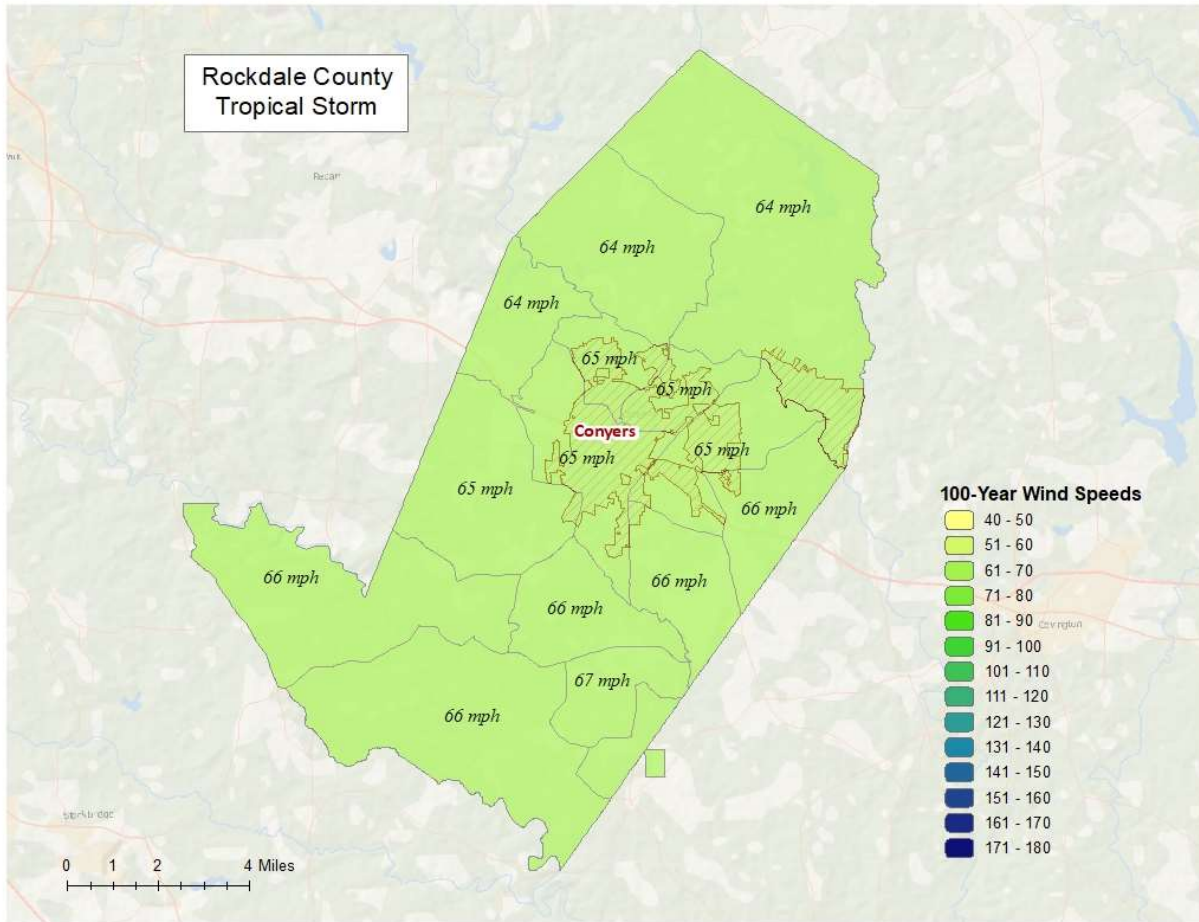 Rockdale County
Tropical Storm
64 mph
64 mph
64 mph
65 mph
65 mph
Conyers
65 mph
65 mph
65 mph
66 mph
66 mph
66 mph
66 mph
67 mph
66 mph
100-Year Wind Speeds
40 - 50
51 - 60
61 - 70
71 - 80
81 - 90
91 - 100
101 - 110
111 - 120
121 - 130
131 - 140
141 - 150
151 - 160
161 - 170
171 - 180
Covington
Stockbridge
0 1 2 4 Miles